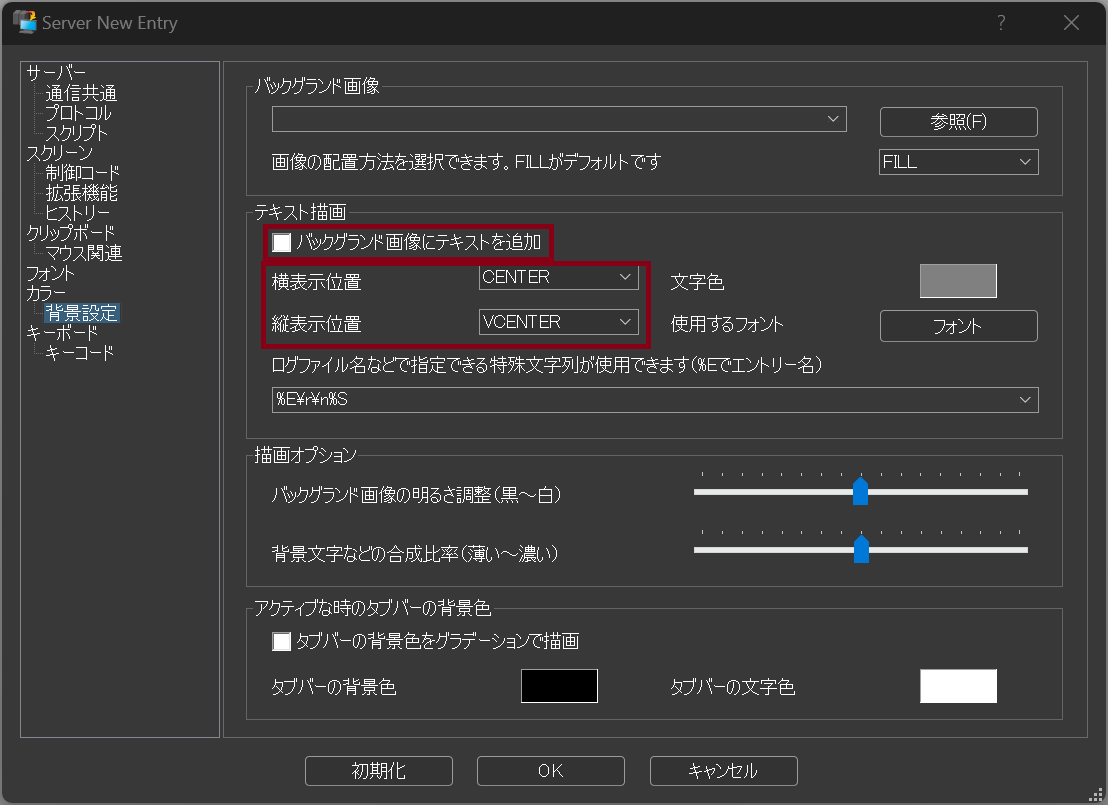 Server New Entry
?
サーバー
通信共通
プロトコル
スクリプト
スクリーン
制御コード
拡張機能
ヒストリー
クリップボード
マウス関連
フォント
カラー
背景設定
キーボード
キーコード
バックグランド画像
参照(F)
画像の配置方法を選択できます。FILLがデフォルトです
FILL
テキスト描画
バックグランド画像にテキストを追加
横表示位置
CENTER
文字色
縦表示位置
VCENTER
使用するフォント
フォント
ログファイル名などで指定できる特殊文字列が使用できます(%Eでエントリー名)
%E¥r¥n%S
描画オプション
バックグランド画像の明るさ調整(黒～白)
背景文字などの合成比率(薄い～濃い)
アクティブな時のタブバーの背景色
タブバーの背景色をグラデーションで描画
タブバーの背景色
タブバーの文字色
初期化
OK
キャンセル